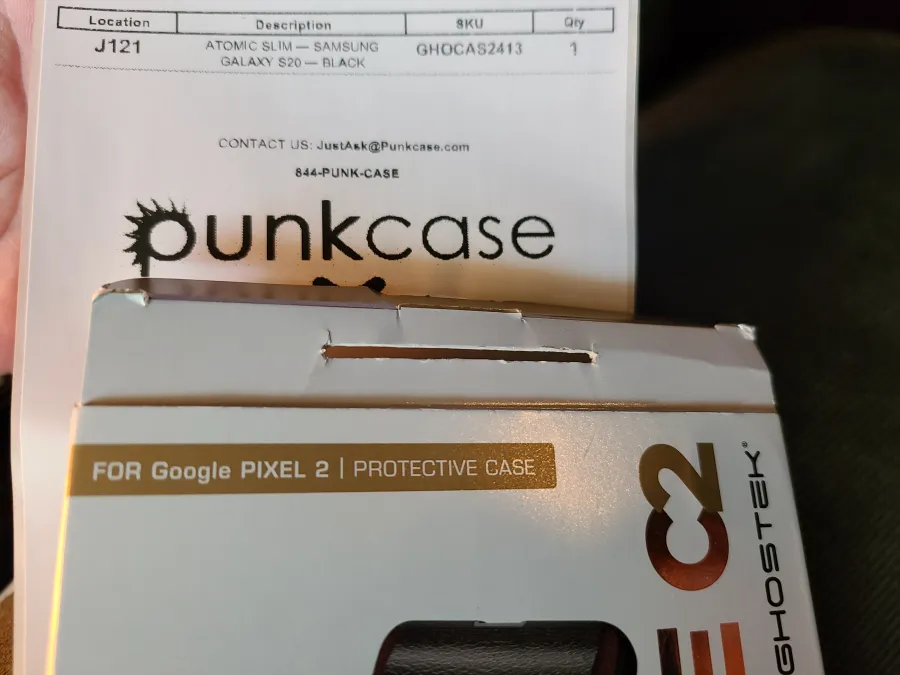 Location Description SKU Qty
J121 ATOMIC SLIM — SAMSUNG GHOCAS2413 1
GALAXY S20 — BLACK
CONTACT US: JustAsk@Punkcase.com
844-PUNK-CASE
punkcase
FOR Google PIXEL 2 | PROTECTIVE CASE
C2
GHOSTEK®